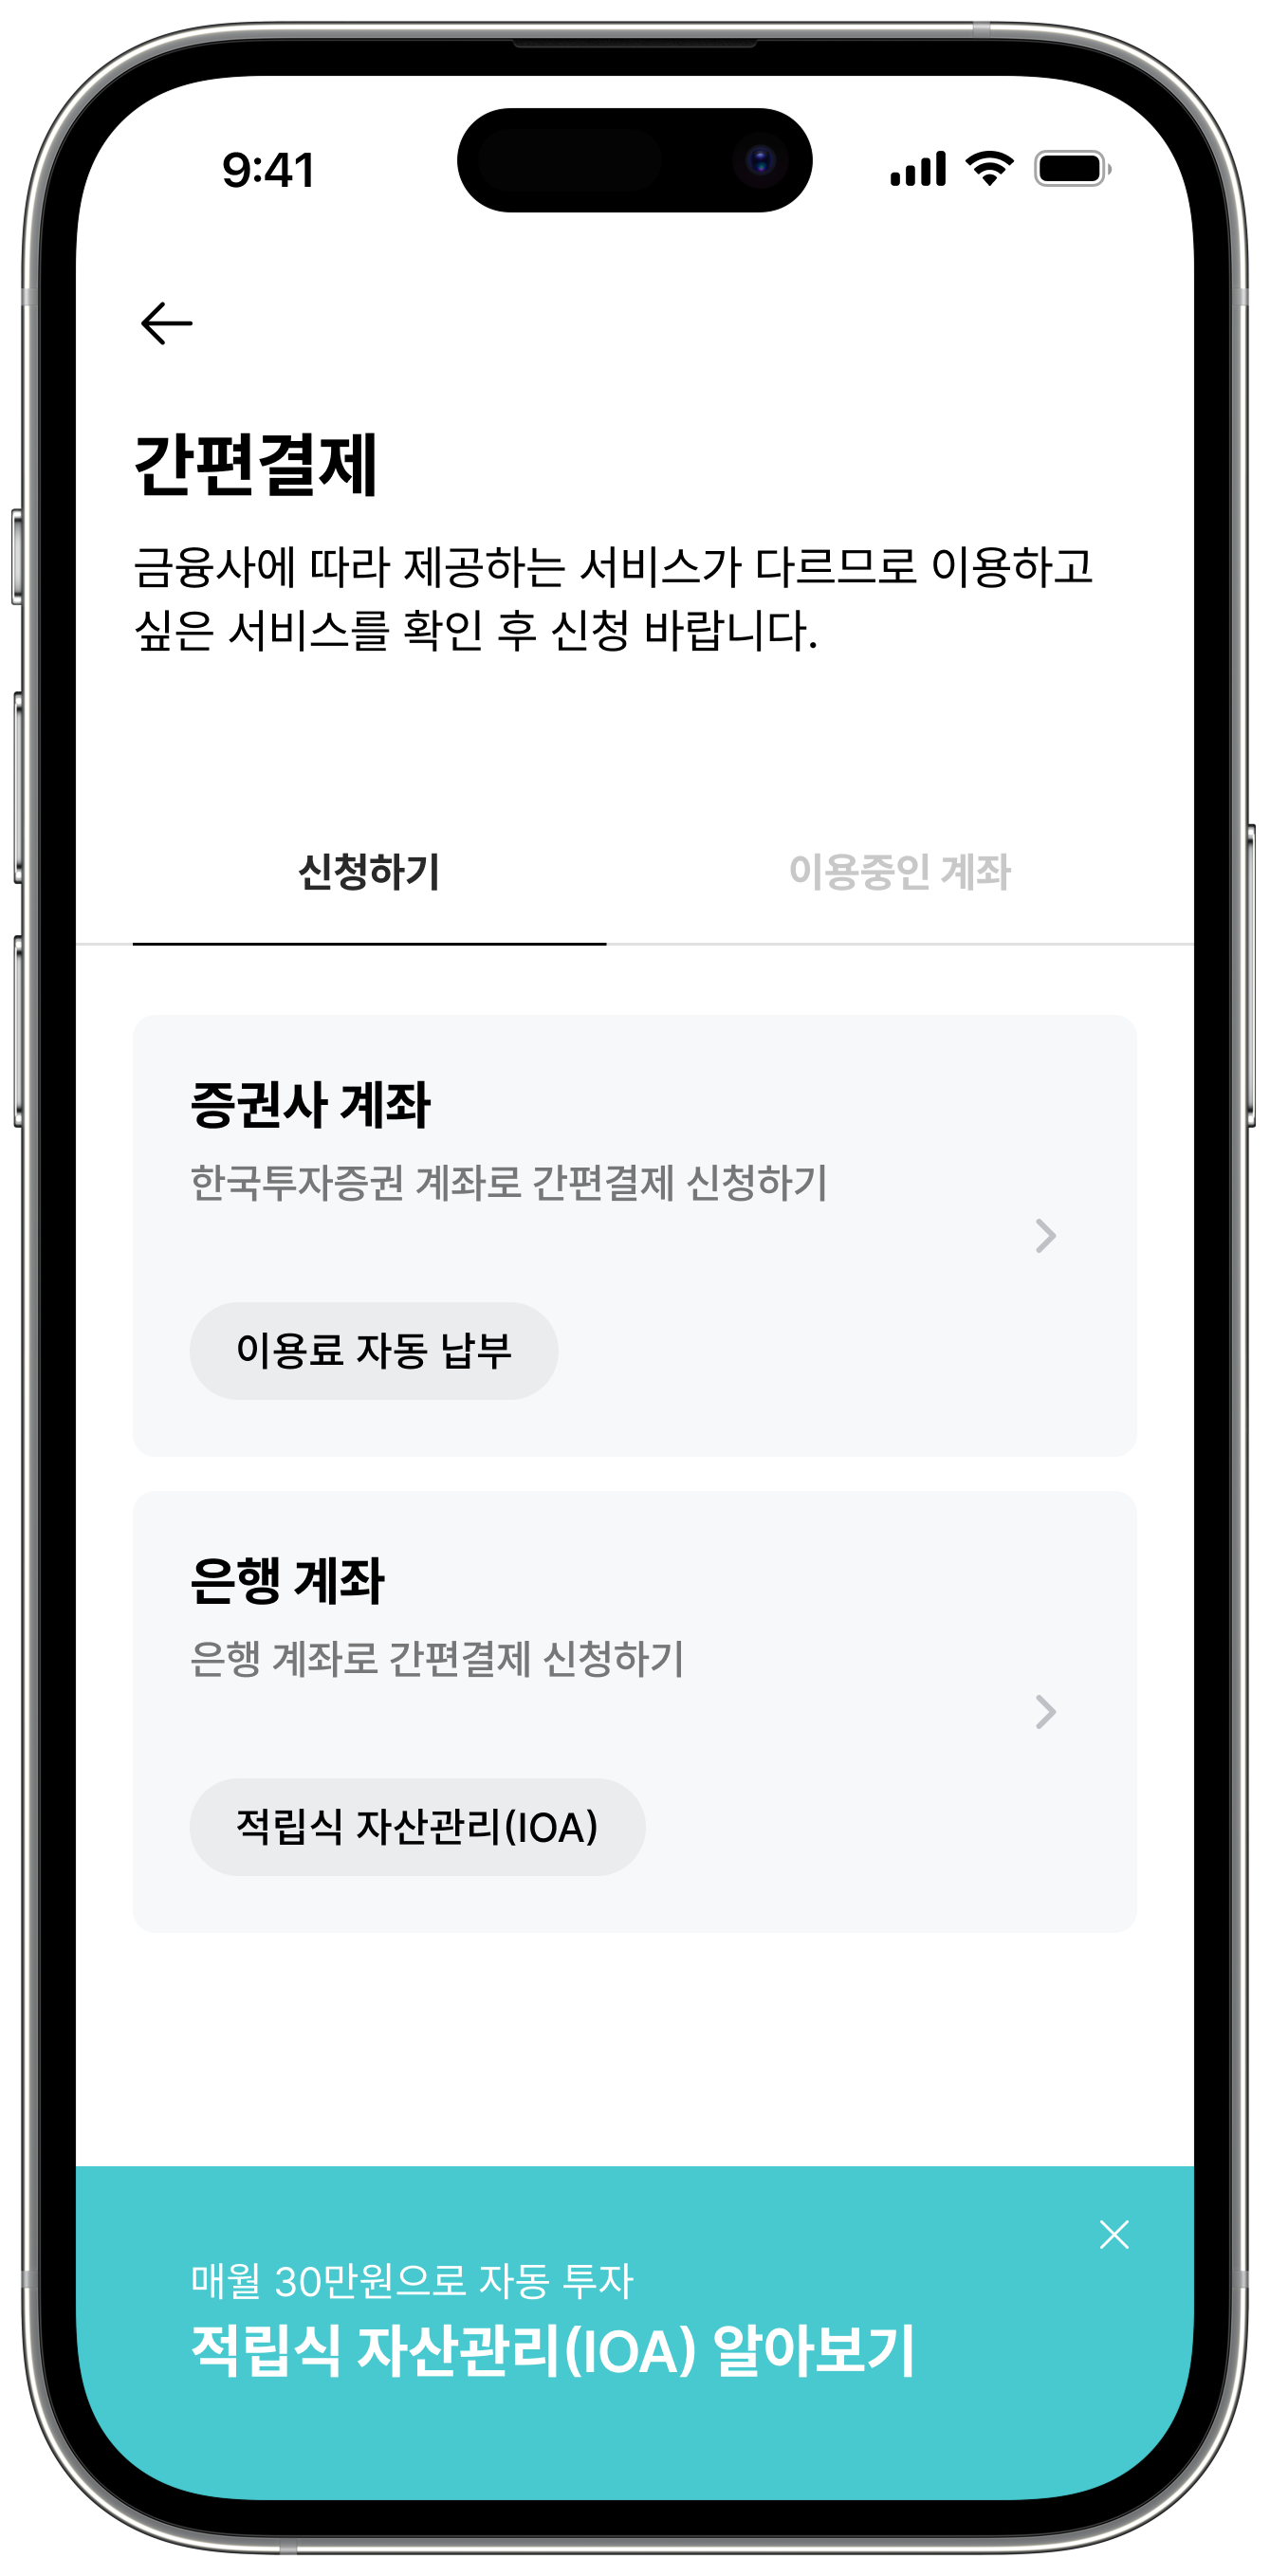 9:41
간편결제
금융사에 따라 제공하는 서비스가 다르므로 이용하고
싶은 서비스를 확인 후 신청 바랍니다.
신청하기
이용중인 계좌
증권사 계좌
한국투자증권 계좌로 간편결제 신청하기
이용료 자동 납부
은행 계좌
은행 계좌로 간편결제 신청하기
적립식 자산관리(IOA)
매월 30만원으로 자동 투자
적립식 자산관리(IOA) 알아보기